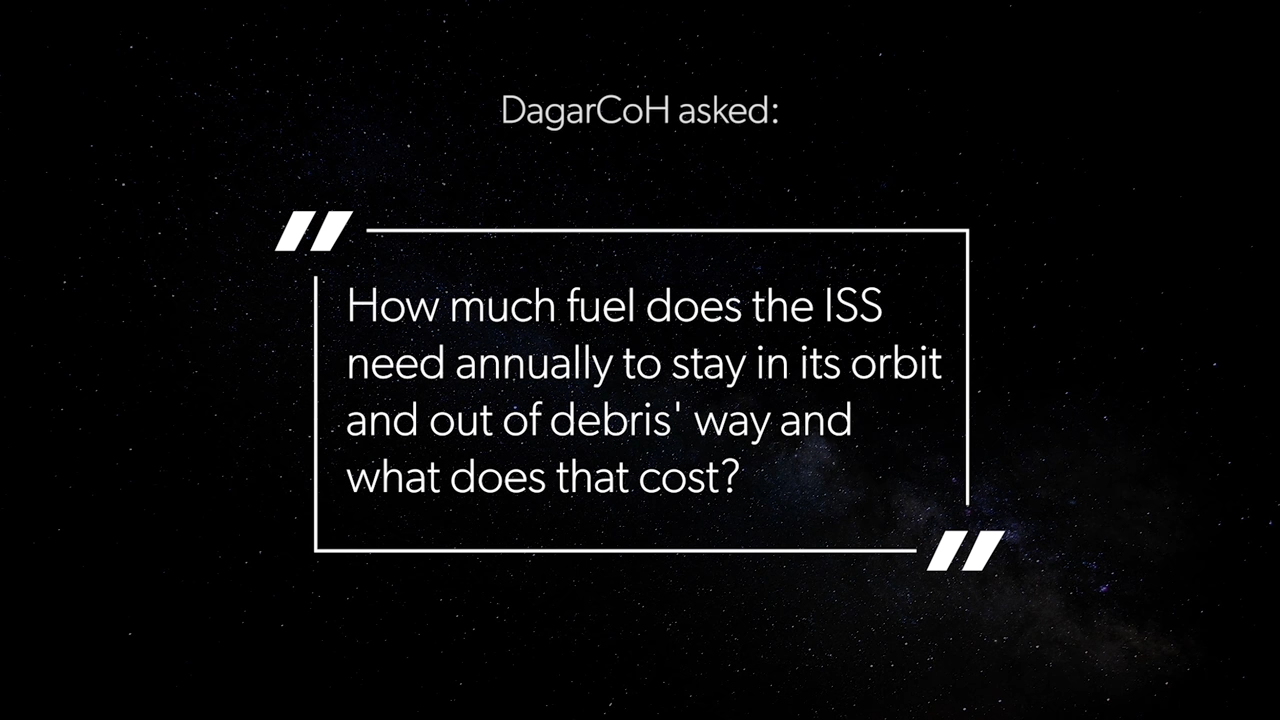 DagarCoH asked:
How much fuel does the ISS
need annually to stay in its orbit
and out of debris' way and
what does that cost?